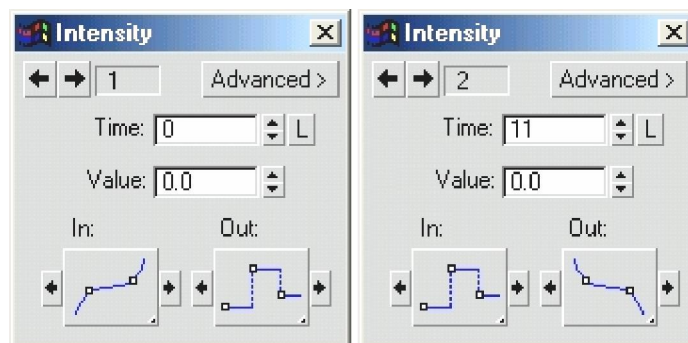 Intensity
1
Advanced >
Time: 0
L
Value: 0.0
In:
Out:
Intensity
2
Advanced >
Time: 11
L
Value: 0.0
In:
Out: